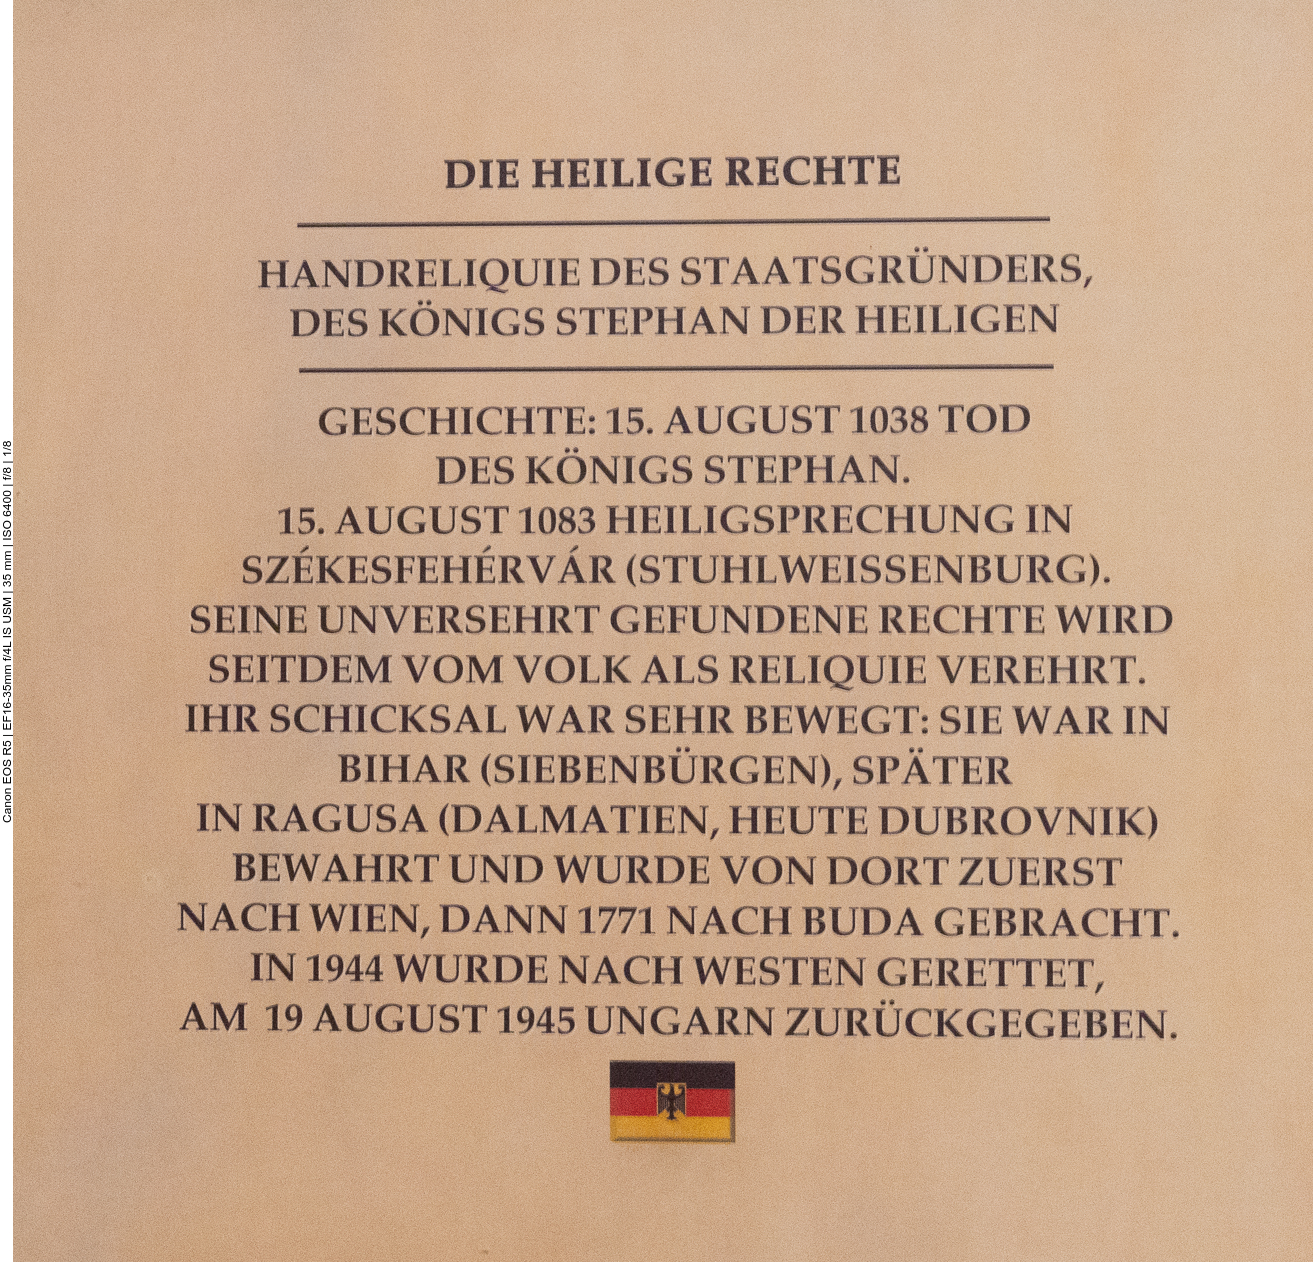 DIE HEILIGE RECHTE
HANDRELIQUIE DES STAATSGRÜNDERS,
DES KÖNIGS STEPHAN DER HEILIGEN
GESCHICHTE: 15. AUGUST 1038 TOD
DES KÖNIGS STEPHAN.
15. AUGUST 1083 HEILIGSPRECHUNG IN
SZÉKESFEHÉRVÁR (STUHLWEISSENBURG).
SEINE UNVERSEHRT GEFUNDENE RECHTE WIRD
SEITDEM VOM VOLK ALS RELIQUIE VEREHRT.
IHR SCHICKSAL WAR SEHR BEWEGT: SIE WAR IN
BIHAR (SIEBENBÜRGEN), SPÄTER
IN RAGUSA (DALMATIEN, HEUTE DUBROVNIK)
BEWAHRT UND WURDE VON DORT ZUERST
NACH WIEN, DANN 1771 NACH BUDA GEBRACHT.
IN 1944 WURDE NACH WESTEN GERETTET,
AM 19 AUGUST 1945 UNGARN ZURÜCKGEGEBEN.
Canon EOS R5 | EF16-35mm f/4L IS USM | 35 mm | ISO 6400 | f/8 | 1/8